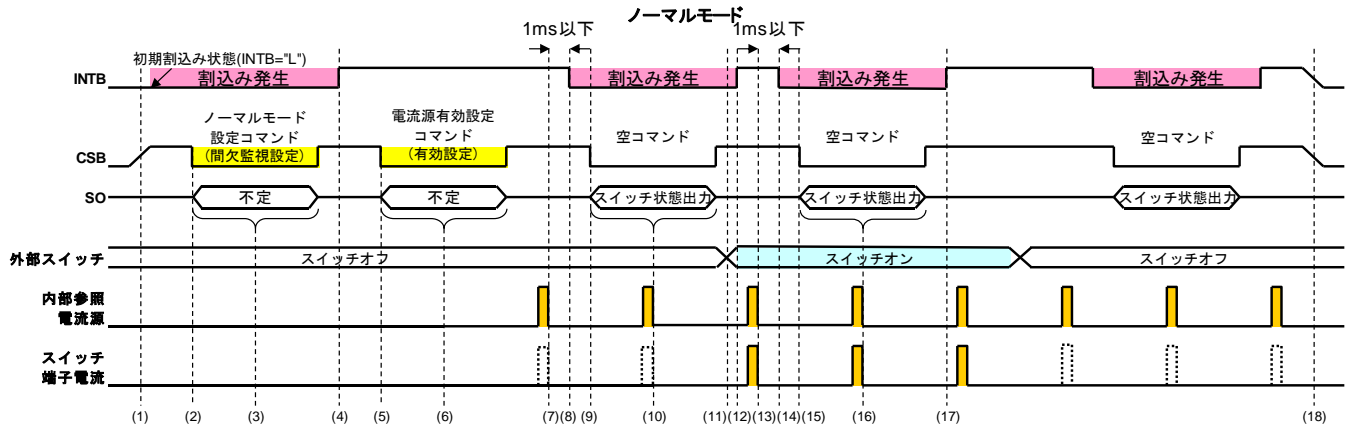 ノーマルモード
1ms以下
1ms以下
初期割込み状態(INTB="L")
INTB
割込み発生
割込み発生
割込み発生
割込み発生
ノーマルモード
設定コマンド
(間欠監視設定)
電流源有効設定
コマンド
(有効設定)
空コマンド
空コマンド
空コマンド
CSB
SO
不定
不定
スイッチ状態出力
スイッチ状態出力
スイッチ状態出力
外部スイッチ
スイッチオフ
スイッチオン
スイッチオフ
内部参照
電流源
スイッチ
端子電流
(1)
(2)
(3)
(4)
(5)
(6)
(7)
(8)
(9)
(10)
(11)
(12)
(13)
(14)
(15)
(16)
(17)
(18)